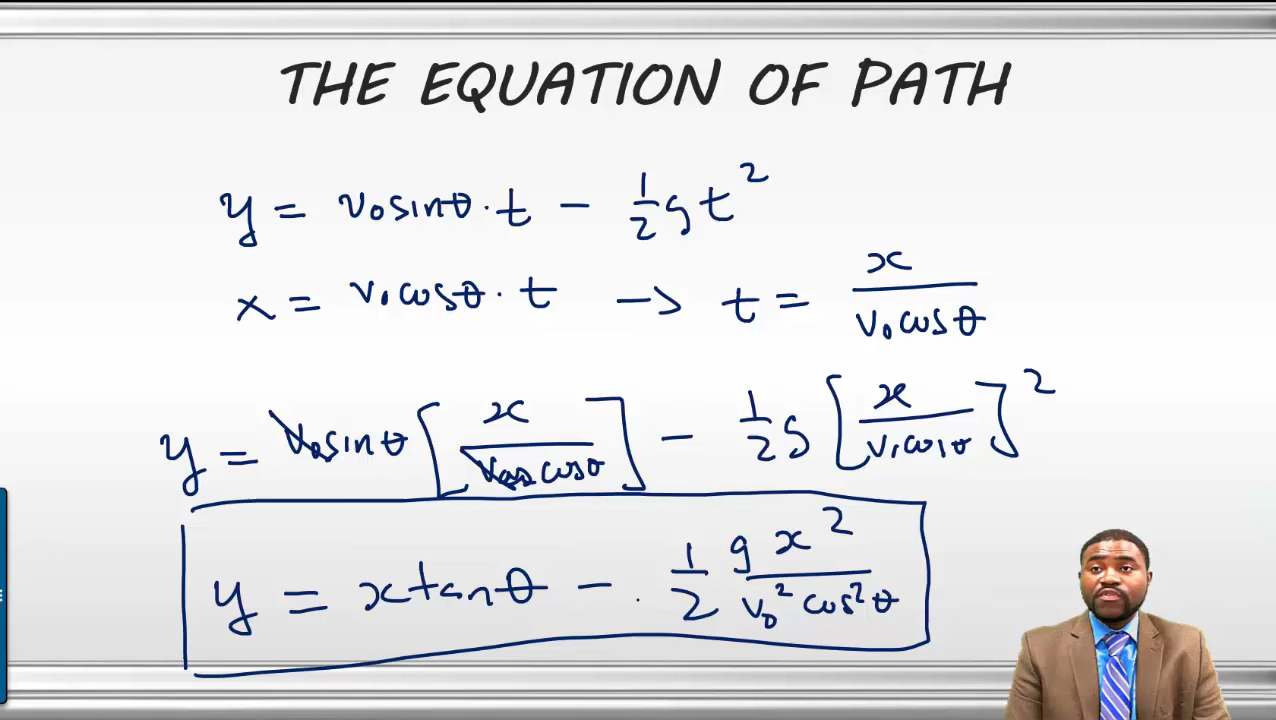 THE EQUATION OF PATH
y = v₀sinθ · t − ½gt²
x = v₀cosθ · t → t = x/(v₀cosθ)
y = v₀sinθ [x/(v₀cosθ)] − ½g [x/(v₀cosθ)]²
y = xtanθ − ½ gx²/(v₀²cos²θ)